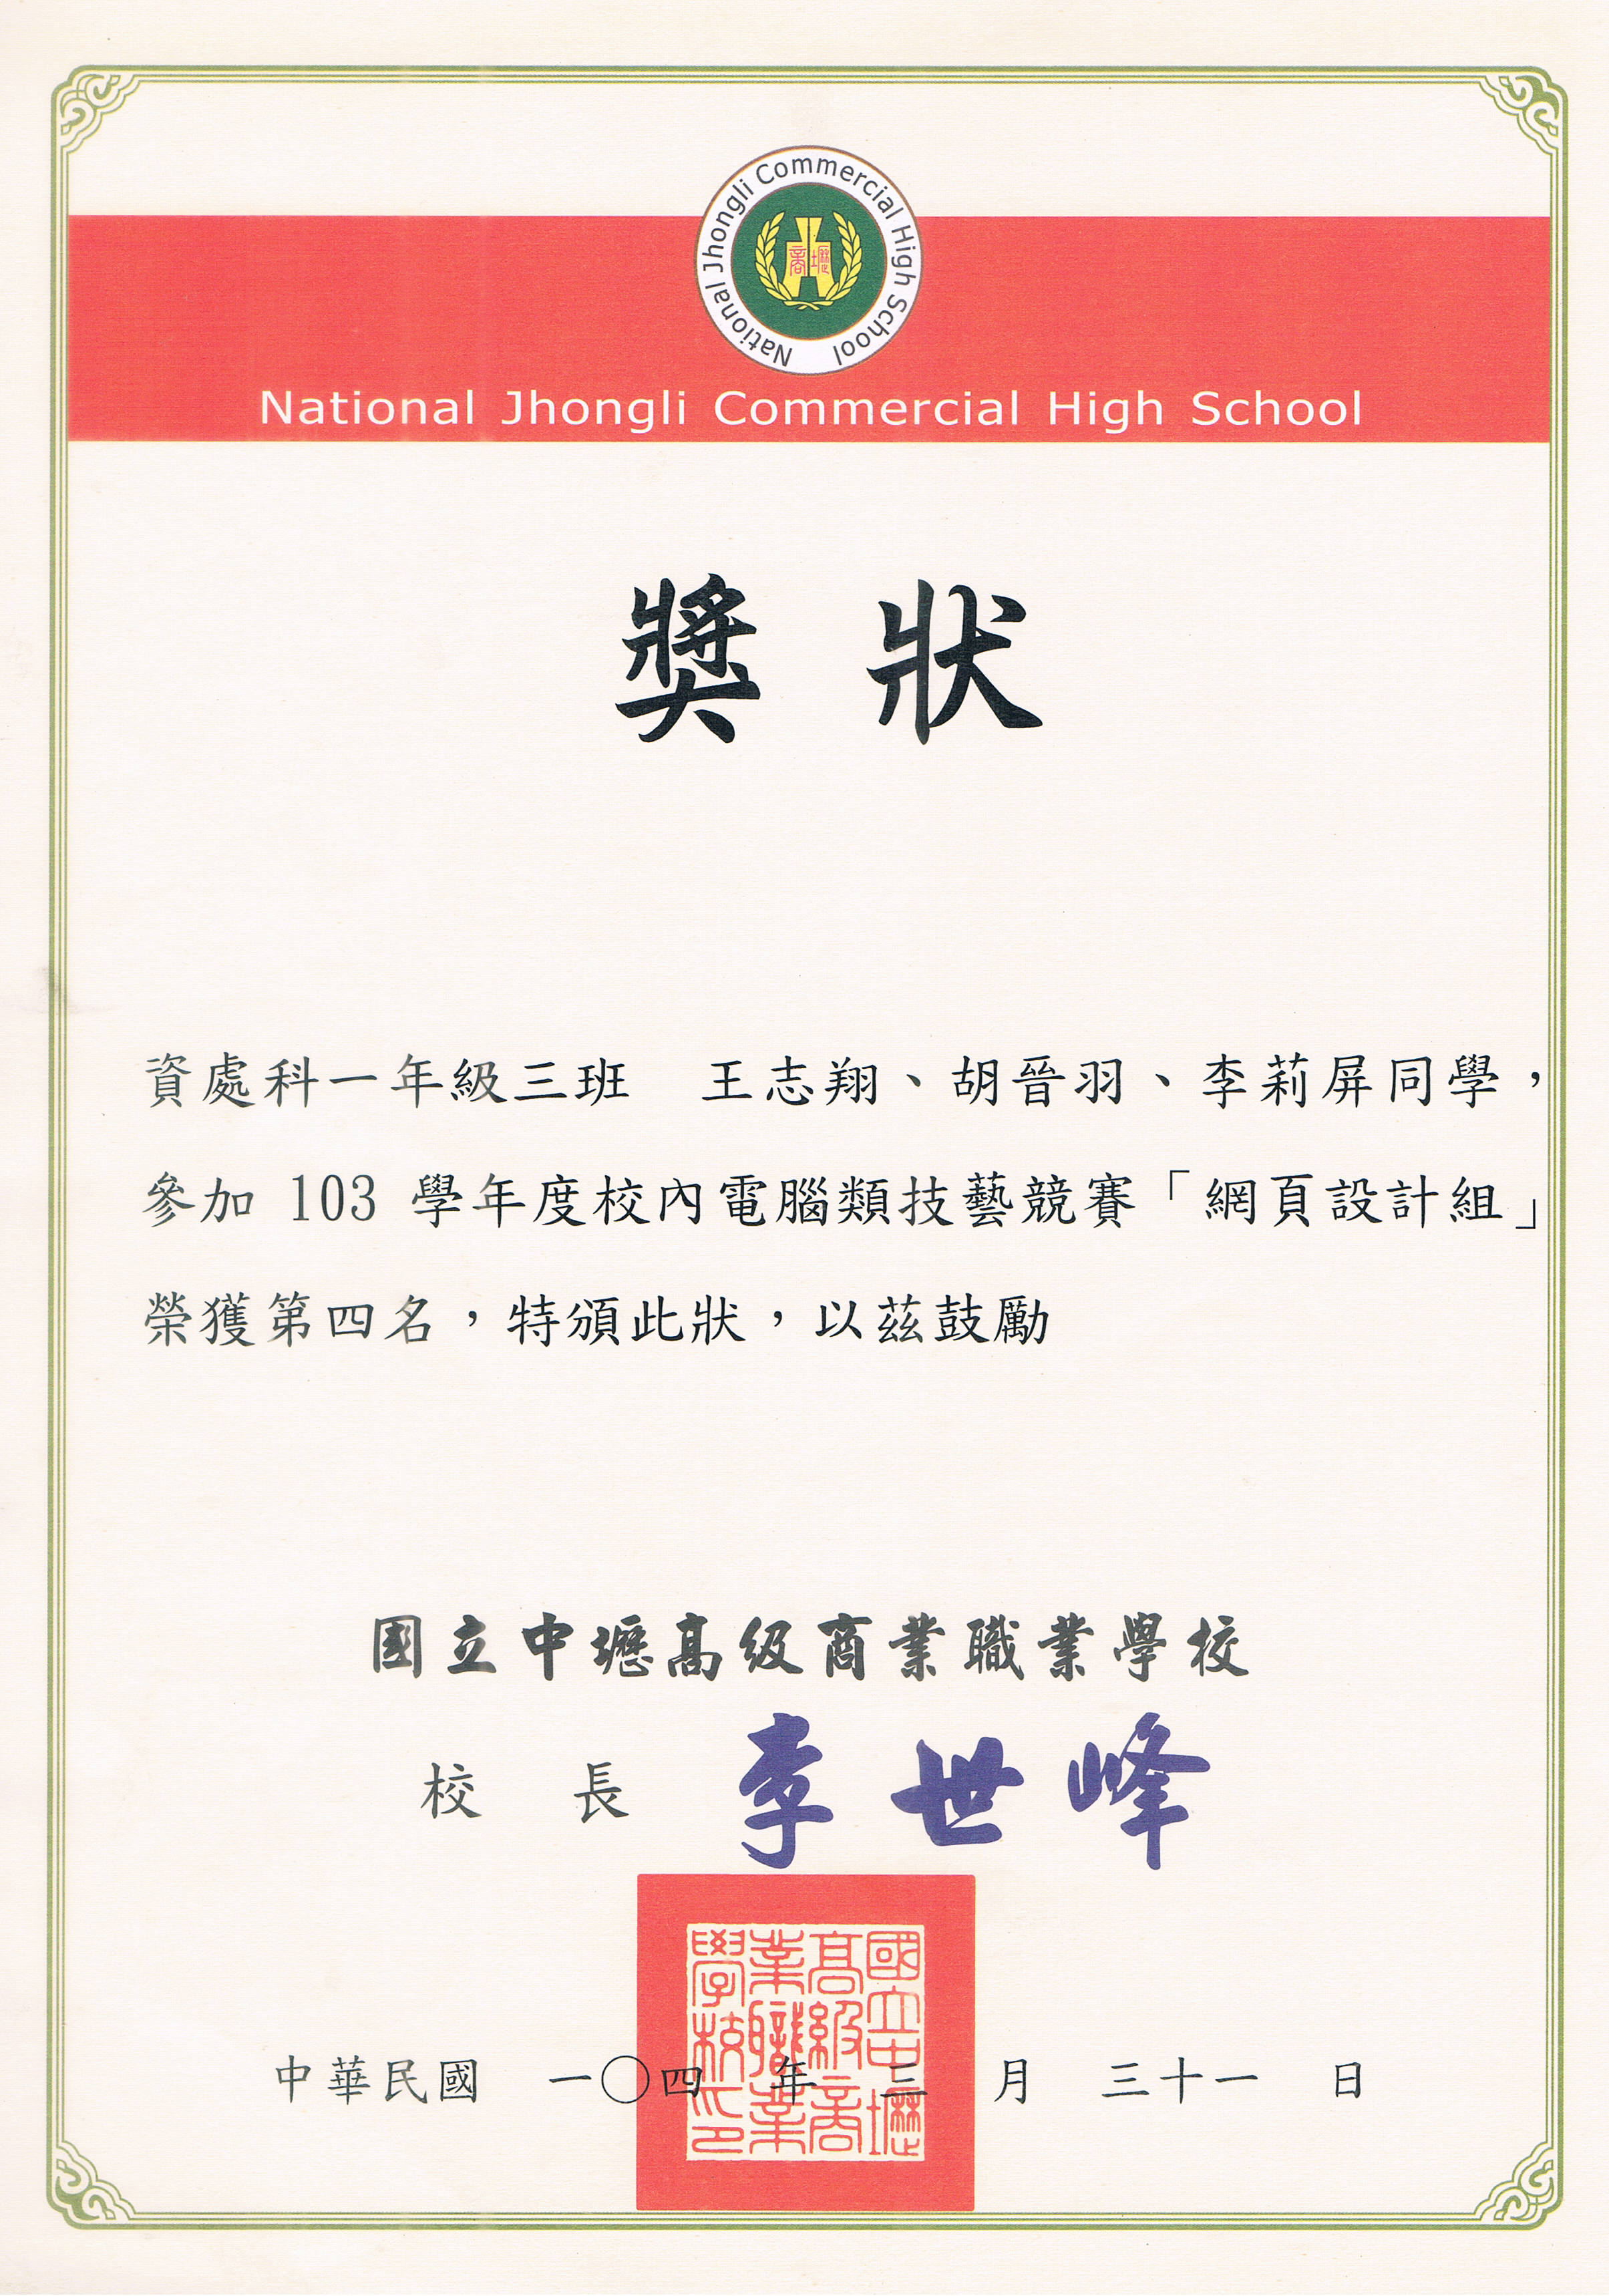 National Jhongli Commercial High School
商壢
National Jhongli Commercial High School
獎 狀
資處科一年級三班　王志翔、胡晉羽、李莉屏同學，
參加 103 學年度校內電腦類技藝競賽「網頁設計組」
榮獲第四名，特頒此狀，以茲鼓勵
國立中壢高級商業職業學校
校 長 李世峰
國立中壢高級商業職業學校印
中華民國 一〇四 年 三 月 三十一 日